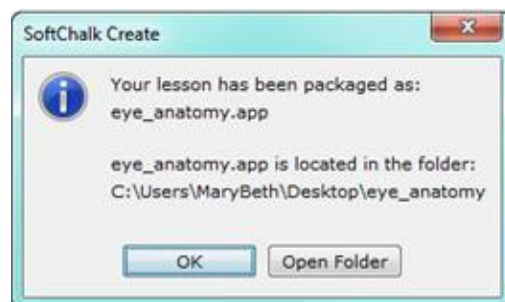 SoftChalk Create
Your lesson has been packaged as:
eye_anatomy.app
eye_anatomy.app is located in the folder:
C:\Users\MaryBeth\Desktop\eye_anatomy
OK
Open Folder